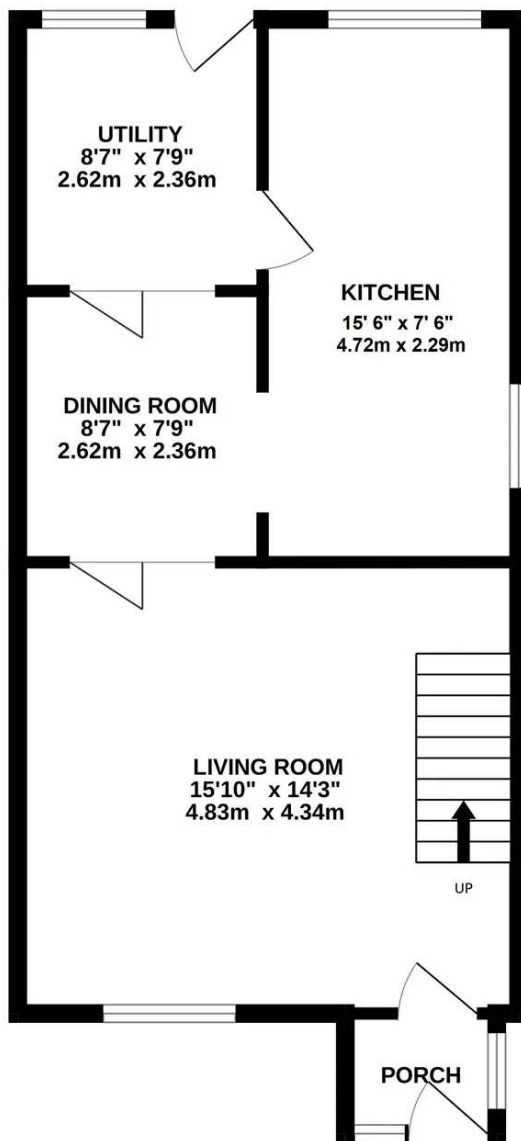 UTILITY
8'7" x 7'9"
2.62m x 2.36m
KITCHEN
15' 6" x 7' 6"
4.72m x 2.29m
DINING ROOM
8'7" x 7'9"
2.62m x 2.36m
LIVING ROOM
15'10" x 14'3"
4.83m x 4.34m
UP
PORCH